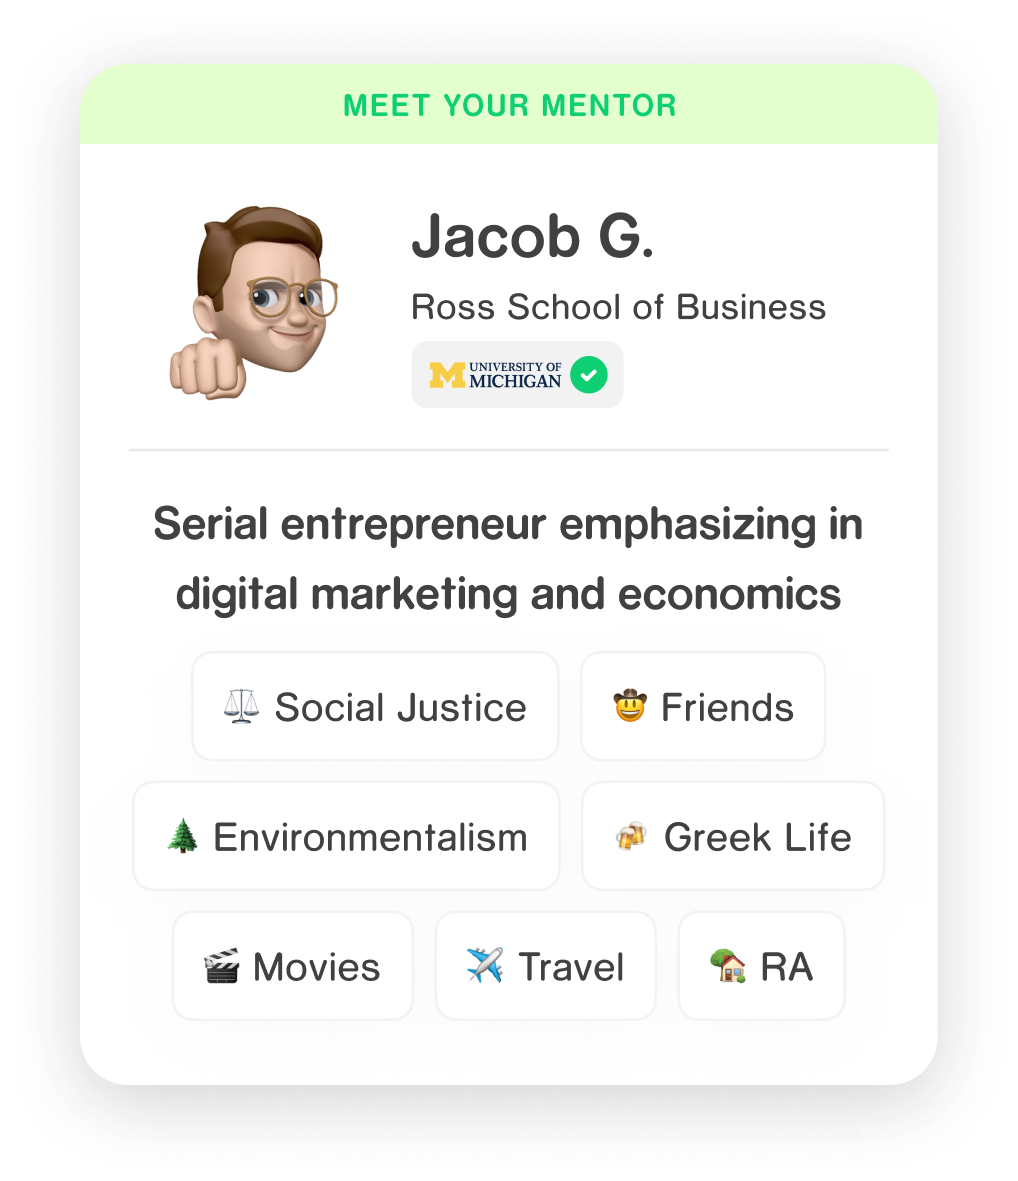 MEET YOUR MENTOR
Jacob G.
Ross School of Business
M UNIVERSITY OF
MICHIGAN
Serial entrepreneur emphasizing in
digital marketing and economics
Social Justice
Friends
Environmentalism
Greek Life
Movies
Travel
RA